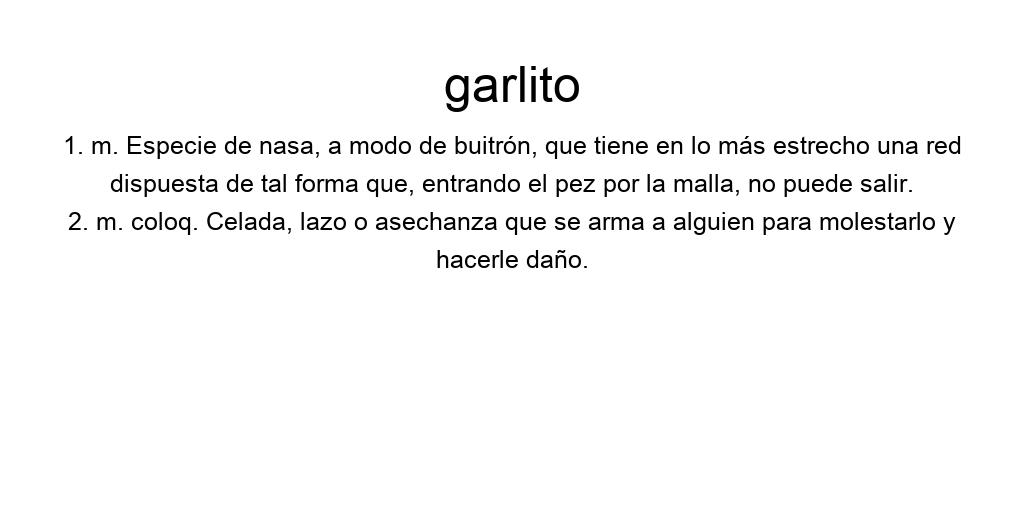 garlito
1. m. Especie de nasa, a modo de buitrón, que tiene en lo más estrecho una red
dispuesta de tal forma que, entrando el pez por la malla, no puede salir.
2. m. coloq. Celada, lazo o asechanza que se arma a alguien para molestarlo y
hacerle daño.